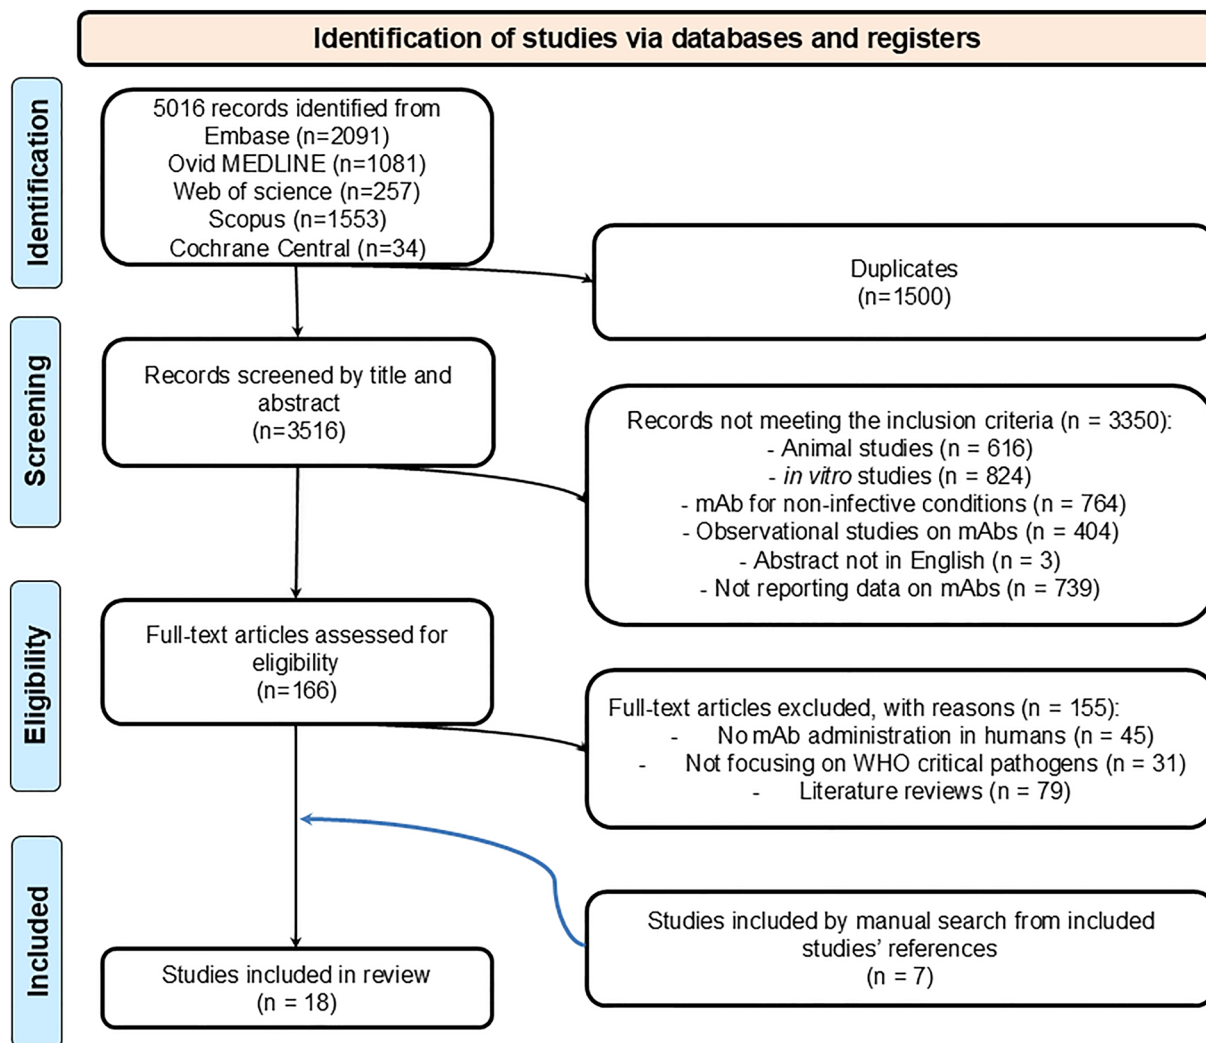 Identification of studies via databases and registers
Identification
5016 records identified from
Embase (n=2091)
Ovid MEDLINE (n=1081)
Web of science (n=257)
Scopus (n=1553)
Cochrane Central (n=34)
Duplicates
(n=1500)
Screening
Records screened by title and
abstract
(n=3516)
Records not meeting the inclusion criteria (n = 3350):
- Animal studies (n = 616)
- in vitro studies (n = 824)
- mAb for non-infective conditions (n = 764)
- Observational studies on mAbs (n = 404)
- Abstract not in English (n = 3)
- Not reporting data on mAbs (n = 739)
Eligibility
Full-text articles assessed for
eligibility
(n=166)
Full-text articles excluded, with reasons (n = 155):
- No mAb administration in humans (n = 45)
- Not focusing on WHO critical pathogens (n = 31)
- Literature reviews (n = 79)
Included
Studies included by manual search from included
studies’ references
(n = 7)
Studies included in review
(n = 18)